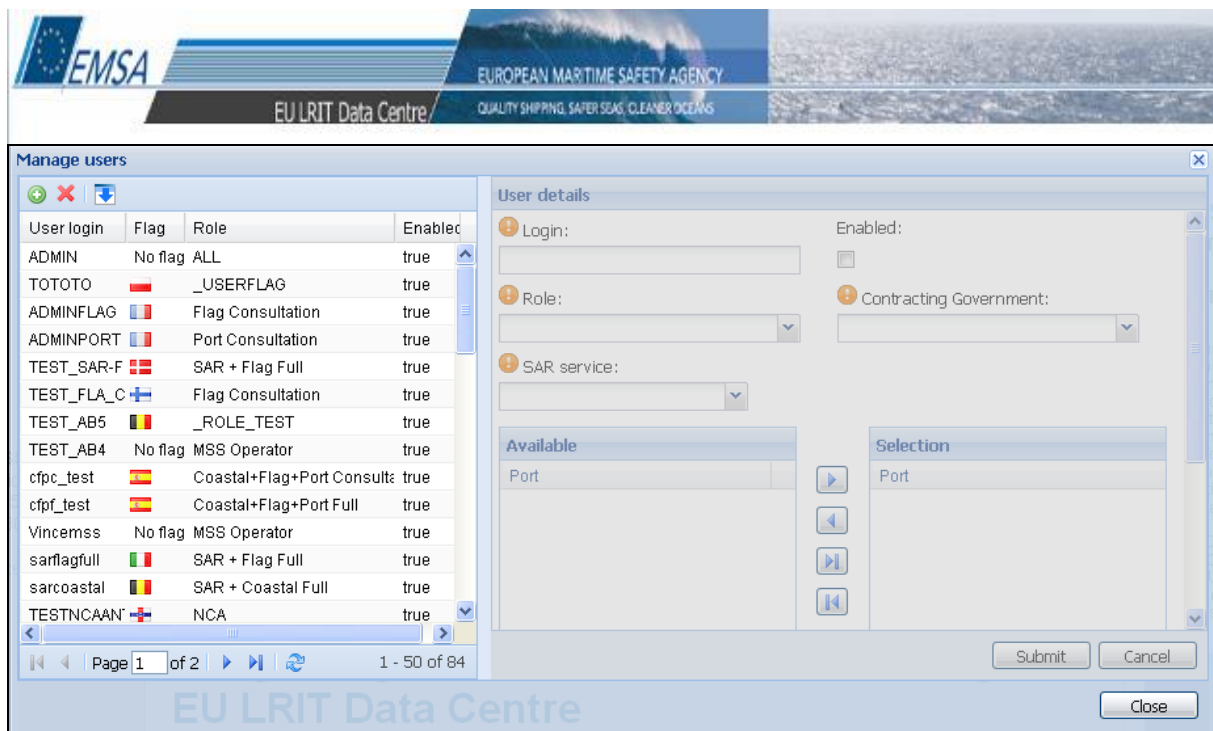 EMSA
EUROPEAN MARITIME SAFETY AGENCY
EU LRIT Data Centre
QUALITY SHIPPING, SAFER SEAS, CLEANER OCEANS
Manage users
User login Flag Role Enabled
ADMIN No flag ALL true
TOTOTO _USERFLAG true
ADMINFLAG Flag Consultation true
ADMINPORT Port Consultation true
TEST_SAR-F SAR + Flag Full true
TEST_FLA_C Flag Consultation true
TEST_AB5 _ROLE_TEST true
TEST_AB4 No flag MSS Operator true
cfpc_test Coastal+Flag+Port Consulta true
cfpf_test Coastal+Flag+Port Full true
Vincemss No flag MSS Operator true
sarflagfull SAR + Flag Full true
sarcoastal SAR + Coastal Full true
TESTNCAAN NCA true
Page 1 of 2 1 - 50 of 84
User details
Login: Enabled:
Role: Contracting Government:
SAR service:
Available Selection
Port Port
Submit Cancel
EU LRIT Data Centre
Close